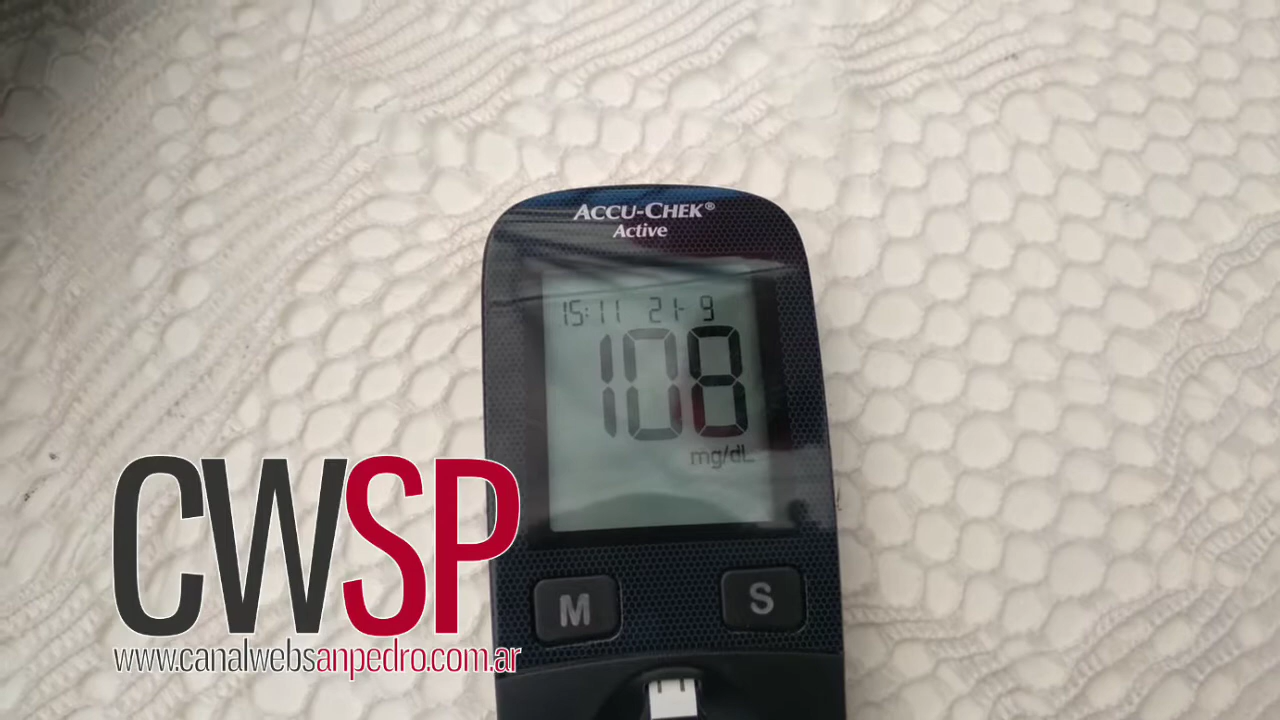 ACCU-CHEK®
Active
15:11 21-9
108
mg/dL
CWSP
www.canalwebsanpedro.com.ar
M S